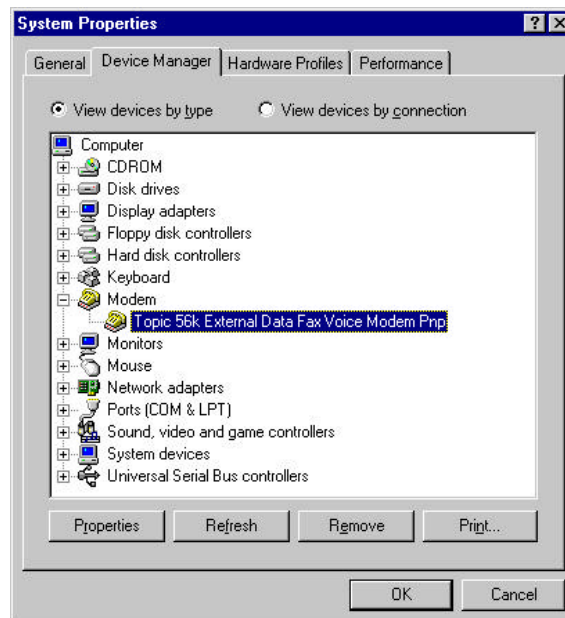 System Properties
General Device Manager Hardware Profiles Performance
View devices by type View devices by connection
Computer
CDROM
Disk drives
Display adapters
Floppy disk controllers
Hard disk controllers
Keyboard
Modem
Topic 56k External Data Fax Voice Modem Pnp
Monitors
Mouse
Network adapters
Ports (COM & LPT)
Sound, video and game controllers
System devices
Universal Serial Bus controllers
Properties Refresh Remove Print...
OK Cancel